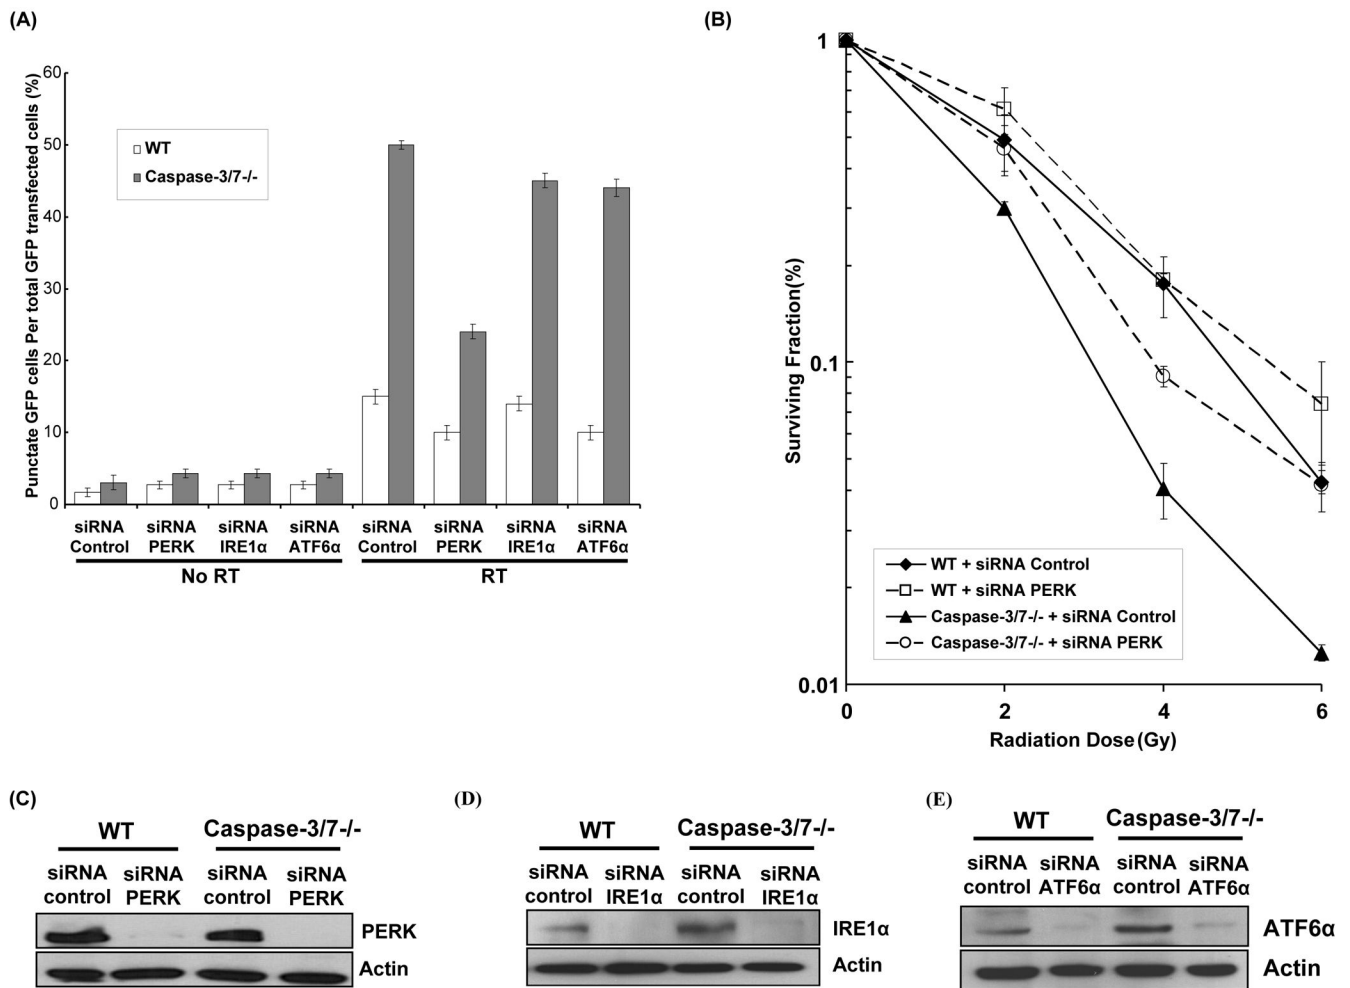 (A)
Punctate GFP cells Per total GFP transfected cells (%)
60
50
40
30
20
10
0
WT
Caspase-3/7-/-
siRNA Control
siRNA PERK
siRNA IRE1α
siRNA ATF6α
siRNA Control
siRNA PERK
siRNA IRE1α
siRNA ATF6α
No RT
RT
(B)
Surviving Fraction(%)
1
0.1
0.01
0
2
4
6
Radiation Dose(Gy)
WT + siRNA Control
WT + siRNA PERK
Caspase-3/7-/- + siRNA Control
Caspase-3/7-/- + siRNA PERK
(C)
WT
Caspase-3/7-/-
siRNA control
siRNA PERK
siRNA control
siRNA PERK
PERK
Actin
(D)
WT
Caspase-3/7-/-
siRNA control
siRNA IRE1α
siRNA control
siRNA IRE1α
IRE1α
Actin
(E)
WT
Caspase-3/7-/-
siRNA control
siRNA ATF6α
siRNA control
siRNA ATF6α
ATF6α
Actin